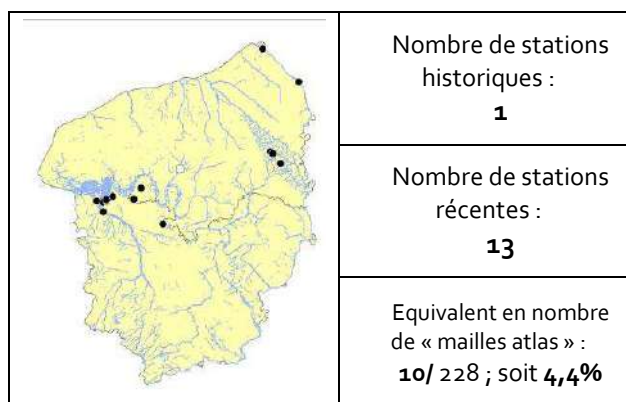 Nombre de stations
historiques :
1
Nombre de stations
récentes :
13
Equivalent en nombre
de « mailles atlas » :
10/ 228 ; soit 4,4%